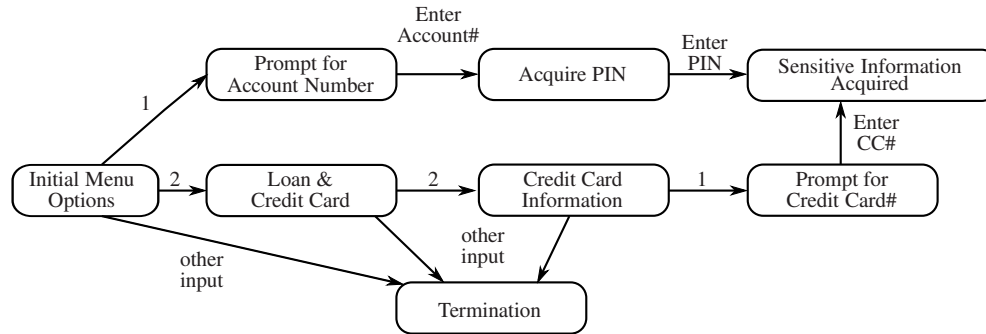 Enter
Account#
Prompt for
Account Number
Acquire PIN
Enter
PIN
Sensitive Information
Acquired
1
Enter
CC#
Initial Menu
Options
2
Loan &
Credit Card
2
Credit Card
Information
1
Prompt for
Credit Card#
other
input
other
input
Termination